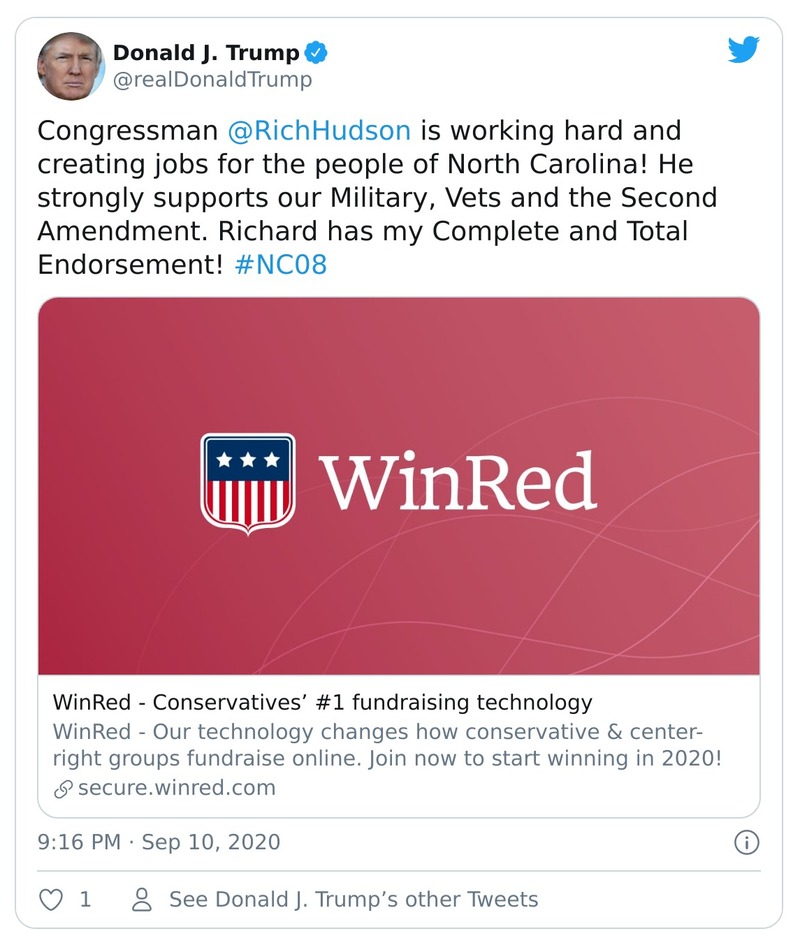 Donald J. Trump
@realDonaldTrump
Congressman @RichHudson is working hard and
creating jobs for the people of North Carolina! He
strongly supports our Military, Vets and the Second
Amendment. Richard has my Complete and Total
Endorsement! #NC08
WinRed
WinRed - Conservatives’ #1 fundraising technology
WinRed - Our technology changes how conservative & center-
right groups fundraise online. Join now to start winning in 2020!
secure.winred.com
9:16 PM · Sep 10, 2020
1 See Donald J. Trump’s other Tweets